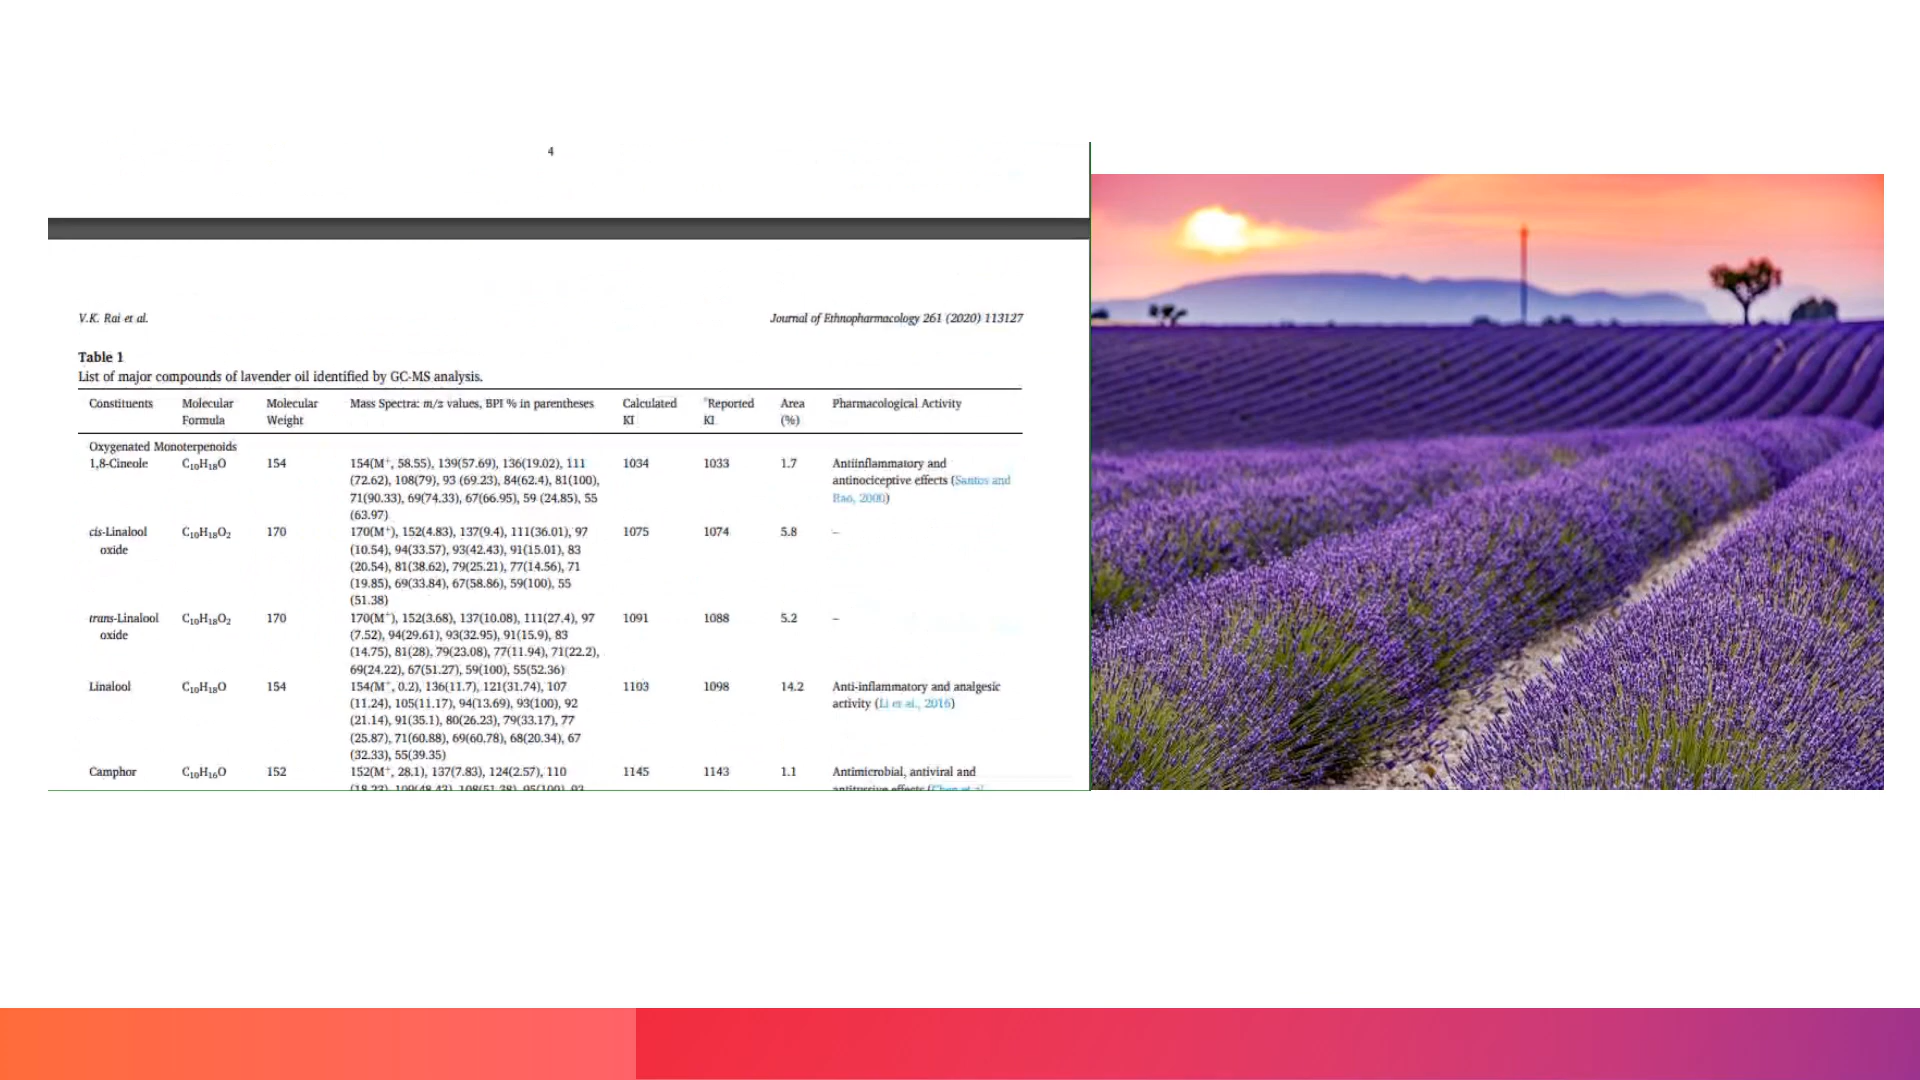 4
V.K. Rai et al.
Journal of Ethnopharmacology 261 (2020) 113127
Table 1
List of major compounds of lavender oil identified by GC-MS analysis.
Constituents Molecular Formula Molecular Weight Mass Spectra: m/z values, BPI % in parentheses Calculated KI *Reported KI Area (%) Pharmacological Activity
Oxygenated Monoterpenoids
1,8-Cineole C10H18O 154 154(M+, 58.55), 139(57.69), 136(19.02), 111 1034 1033 1.7 Antiinflammatory and
(72.62), 108(79), 93 (69.23), 84(62.4), 81(100), antinociceptive effects (Santos and
71(90.33), 69(74.33), 67(66.95), 59 (24.85), 55 Rao, 2000)
(63.97)
cis-Linalool C10H18O2 170 170(M+), 152(4.83), 137(9.4), 111(36.01), 97 1075 1074 5.8 –
oxide (10.54), 94(33.57), 93(42.43), 91(15.01), 83
(20.54), 81(38.62), 79(25.21), 77(14.56), 71
(19.85), 69(33.84), 67(58.86), 59(100), 55
(51.38)
trans-Linalool C10H18O2 170 170(M+), 152(3.68), 137(10.08), 111(27.4), 97 1091 1088 5.2 –
oxide (7.52), 94(29.61), 93(32.95), 91(15.9), 83
(14.75), 81(28), 79(23.08), 77(11.94), 71(22.2),
69(24.22), 67(51.27), 59(100), 55(52.36)
Linalool C10H18O 154 154(M+, 0.2), 136(11.7), 121(31.74), 107 1103 1098 14.2 Anti-inflammatory and analgesic
(11.24), 105(11.17), 94(13.69), 93(100), 92 activity (Li et al., 2016)
(21.14), 91(35.1), 80(26.23), 79(33.17), 77
(25.87), 71(60.88), 69(60.78), 68(20.34), 67
(32.33), 55(39.35)
Camphor C10H16O 152 152(M+, 28.1), 137(7.83), 124(2.57), 110 1145 1143 1.1 Antimicrobial, antiviral and